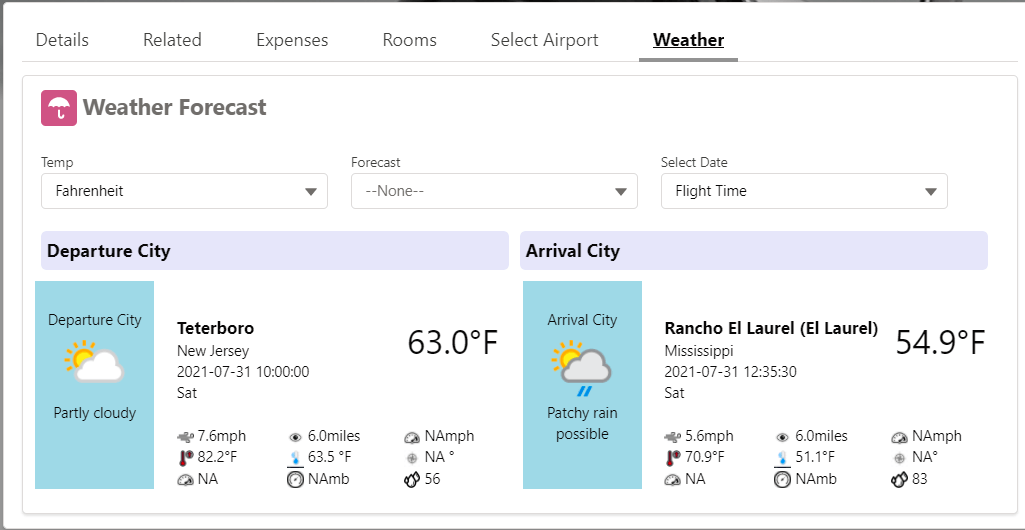 Details Related Expenses Rooms Select Airport Weather
Weather Forecast
Temp Forecast Select Date
Fahrenheit --None-- Flight Time
Departure City Arrival City
Departure City
Partly cloudy
Teterboro
New Jersey
2021-07-31 10:00:00
Sat
63.0°F
7.6mph 6.0miles NAmph
82.2°F 63.5 °F NA °
NA NAmb 56
Arrival City
Patchy rain
possible
Rancho El Laurel (El Laurel)
Mississippi
2021-07-31 12:35:30
Sat
54.9°F
5.6mph 6.0miles NAmph
70.9°F 51.1°F NA°
NA NAmb 83